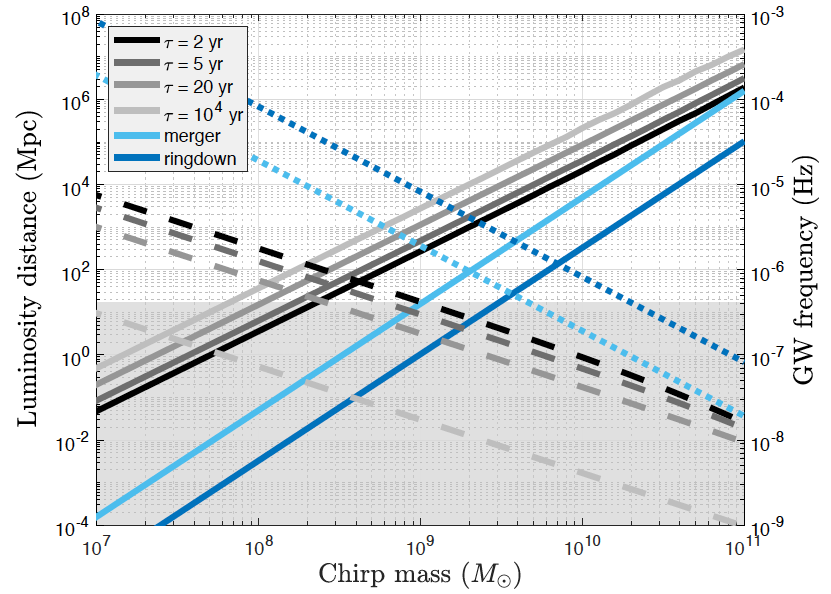 10^8
10^6
10^4
10^2
10^0
10^-2
10^-4
Luminosity distance (Mpc)
τ = 2 yr
τ = 5 yr
τ = 20 yr
τ = 10^4 yr
merger
ringdown
10^-3
10^-4
10^-5
10^-6
10^-7
10^-8
10^-9
GW frequency (Hz)
10^7
10^8
10^9
10^10
10^11
Chirp mass (M_⊙)